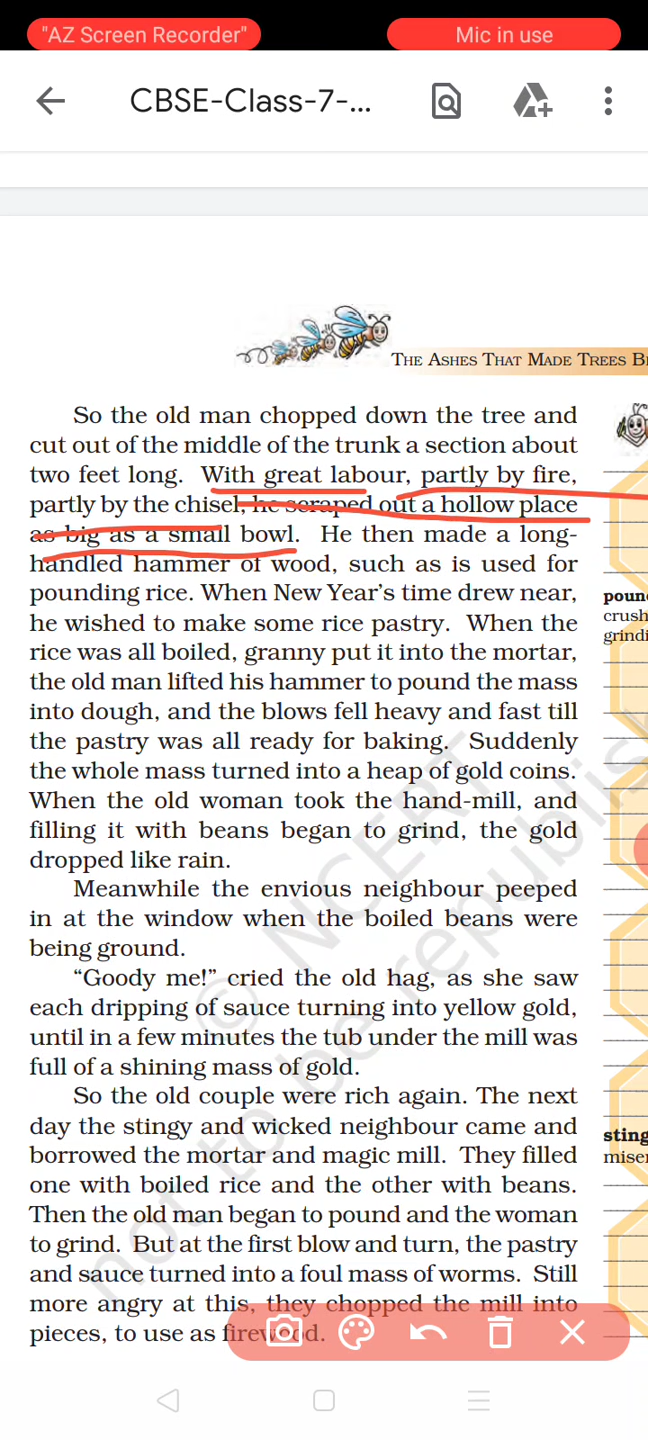 "AZ Screen Recorder"
Mic in use
CBSE-Class-7-...
THE ASHES THAT MADE TREES
So the old man chopped down the tree and
cut out of the middle of the trunk a section about
two feet long. With great labour, partly by fire,
partly by the chisel, he scraped out a hollow place
as big as a small bowl. He then made a long-
handled hammer of wood, such as is used for
pounding rice. When New Year's time drew near,
he wished to make some rice pastry. When the
rice was all boiled, granny put it into the mortar,
the old man lifted his hammer to pound the mass
into dough, and the blows fell heavy and fast till
the pastry was all ready for baking. Suddenly
the whole mass turned into a heap of gold coins.
When the old woman took the hand-mill, and
filling it with beans began to grind, the gold
dropped like rain.
Meanwhile the envious neighbour peeped
in at the window when the boiled beans were
being ground.
“Goody me!” cried the old hag, as she saw
each dripping of sauce turning into yellow gold,
until in a few minutes the tub under the mill was
full of a shining mass of gold.
So the old couple were rich again. The next
day the stingy and wicked neighbour came and
borrowed the mortar and magic mill. They filled
one with boiled rice and the other with beans.
Then the old man began to pound and the woman
to grind. But at the first blow and turn, the pastry
and sauce turned into a foul mass of worms. Still
more angry at this, they chopped the mill into
pieces, to use as firewood.
poun
crush
grindi
sting
miser
© NCERT
not to be republis